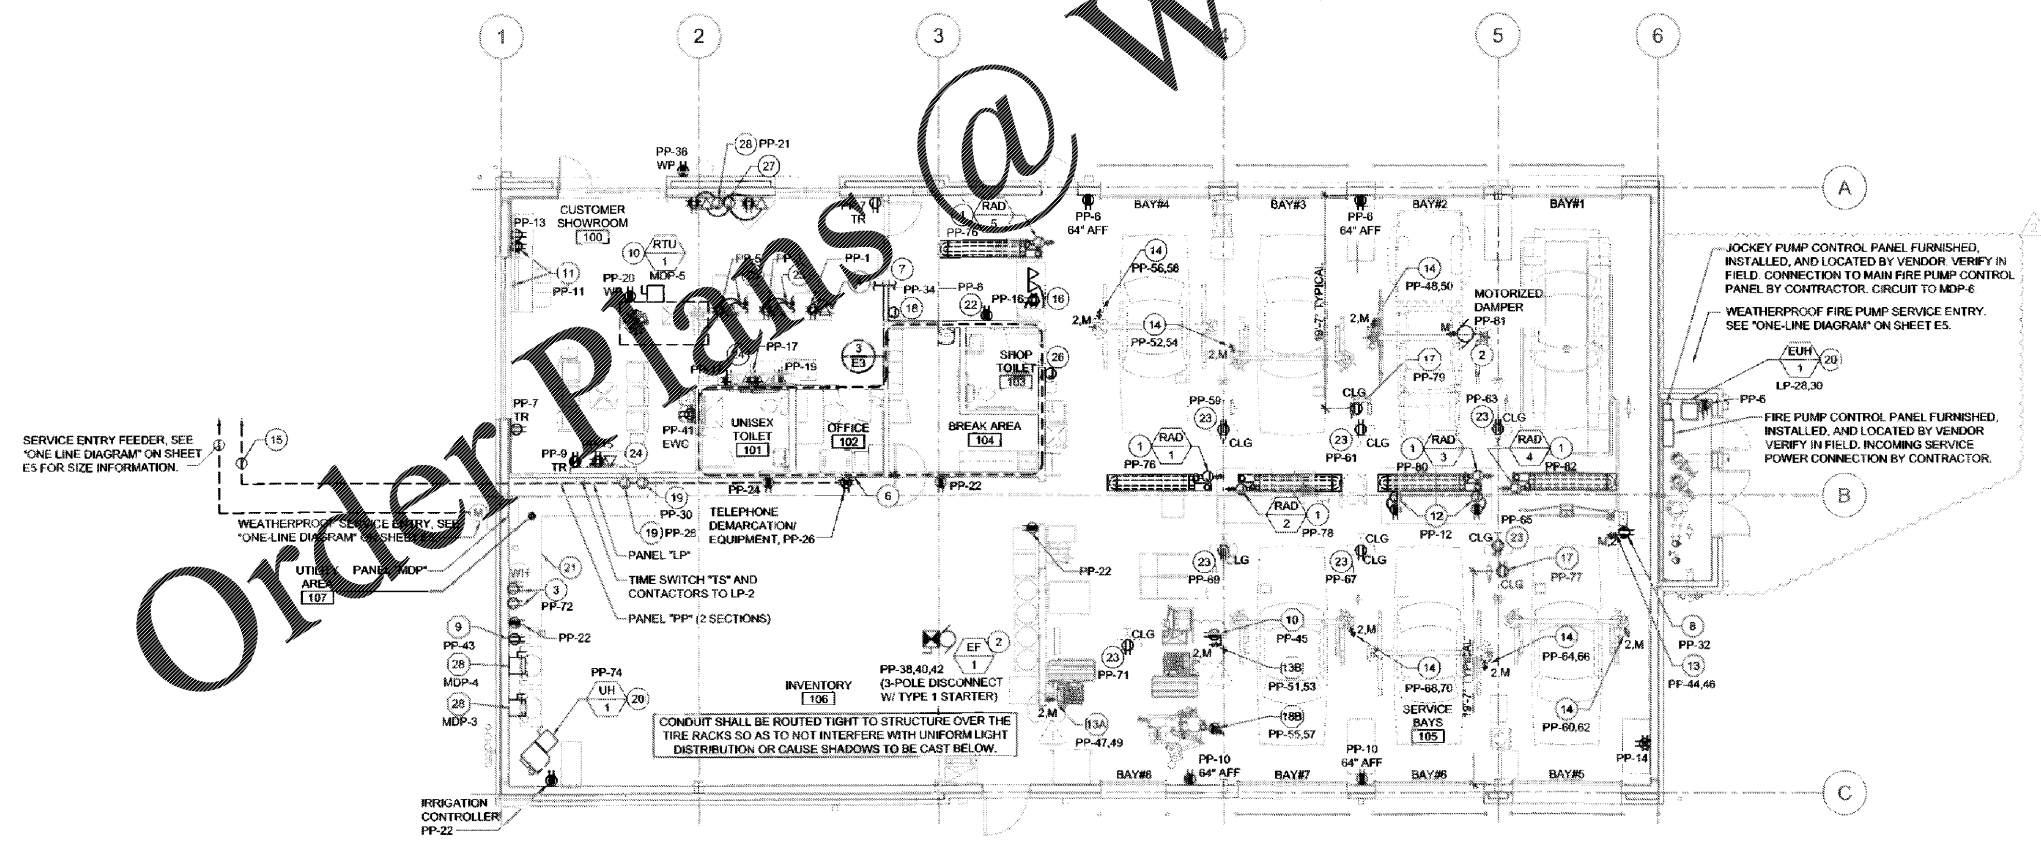 Order Plans @ W
1
2
3
4
5
6
A
B
C
PP-36
WP
28
PP-21
27
CUSTOMER
SHOWROOM
100
PP-13
11
PP-11
10
RTU
1
MDP-5
PP-20
PP-1
7
PP-34
PP-6
18
22
PP-16
16
PP-17
PP-19
3
E3
TR
RAD
5
PP-76
1
PP-6
64" AFF
PP-6
64" AFF
BAY#4
BAY#3
BAY#2
BAY#1
14
PP-56,58
2,M
14
PP-52,54
2,M
19'-7" TYPICAL
14
PP-48,50
2,M
MOTORIZED
DAMPER
PP-81
M
2
17
PP-79
CLG
PP-59
23
CLG
CLG
23
PP-61
PP-63
23
CLG
JOCKEY PUMP CONTROL PANEL FURNISHED,
INSTALLED, AND LOCATED BY VENDOR. VERIFY IN
FIELD. CONNECTION TO MAIN FIRE PUMP CONTROL
PANEL BY CONTRACTOR. CIRCUIT TO MDP-6
WEATHERPROOF FIRE PUMP SERVICE ENTRY.
SEE "ONE-LINE DIAGRAM" ON SHEET E5.
EUH
1
20
LP-28,30
PP-6
FIRE PUMP CONTROL PANEL FURNISHED,
INSTALLED, AND LOCATED BY VENDOR
VERIFY IN FIELD. INCOMING SERVICE
POWER CONNECTION BY CONTRACTOR.
SHOP
TOILET
103
26
PP-7
TR
PP-41
EWC
UNISEX
TOILET
101
OFFICE
102
BREAK AREA
104
PP-9
TR
24
SERVICE ENTRY FEEDER, SEE
"ONE LINE DIAGRAM" ON SHEET
E5 FOR SIZE INFORMATION.
15
1
RAD
1
PP-76
1
RAD
3
PP-80
RAD
4
1
PP-82
RAD
2
1
PP-78
12
PP-12
19
PP-30
19
PP-28
PP-24
6
PP-22
TELEPHONE
DEMARCATION/
EQUIPMENT, PP-26
WEATHERPROOF SERVICE ENTRY, SEE
"ONE-LINE DIAGRAM" ON SHEET
M
PANEL "LP"
PANEL "MDP"
UTILITY
AREA
107
TIME SWITCH "TS" AND
CONTACTORS TO LP-2
PANEL "PP" (2 SECTIONS)
21
WH
3
PP-72
PP-22
9
PP-43
28
MDP-4
28
MDP-3
PP-74
UH
1
20
IRRIGATION
CONTROLLER
PP-22
INVENTORY
106
CONDUIT SHALL BE ROUTED TIGHT TO STRUCTURE OVER THE
TIRE RACKS SO AS TO NOT INTERFERE WITH UNIFORM LIGHT
DISTRIBUTION OR CAUSE SHADOWS TO BE CAST BELOW.
EF
1
2
PP-38,40,42
(3-POLE DISCONNECT
W/ TYPE 1 STARTER)
PP-22
23
CLG
PP-69
CLG
CLG
23
PP-67
PP-65
CLG
23
17
PP-77
CLG
8
PP-32
13
PP-44,46
CLG
23
PP-71
2,M
10
PP-45
13B
PP-51,53
2,M
13A
PP-47,49
18B
PP-55,57
2,M
14
PP-68,70
14
PP-64,66
2,M
2,M
14
PP-60,62
19'-7" TYPICAL
SERVICE
BAYS
105
PP-14
PP-10
64" AFF
PP-10
64" AFF
BAY#8
BAY#7
BAY#6
BAY#5